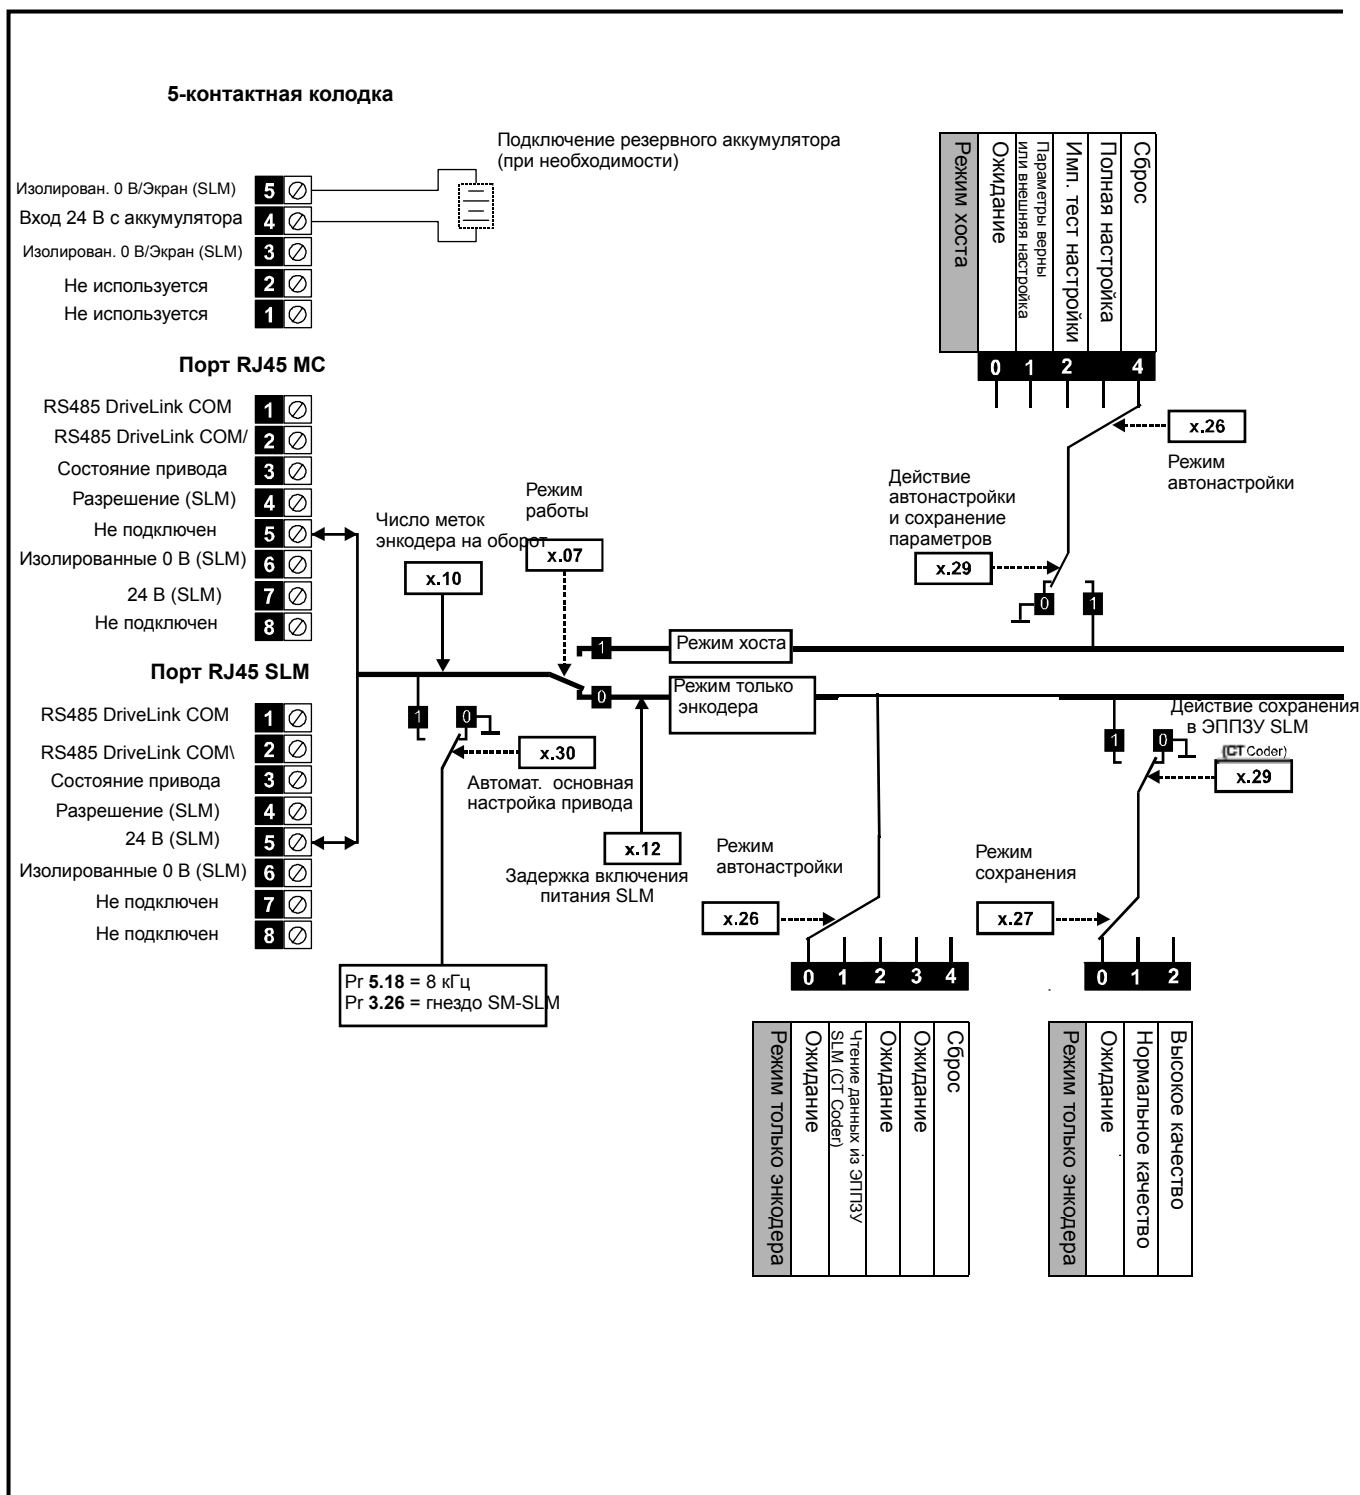 5-контактная колодка
Подключение резервного аккумулятора
(при необходимости)
Изолирован. 0 В/Экран (SLM)
5
Вход 24 В с аккумулятора
4
Изолирован. 0 В/Экран (SLM)
3
Не используется
2
Не используется
1
Порт RJ45 MC
RS485 DriveLink COM
1
RS485 DriveLink COM/
2
Состояние привода
3
Разрешение (SLM)
4
Не подключен
5
Изолированные 0 В (SLM)
6
24 В (SLM)
7
Не подключен
8
Порт RJ45 SLM
RS485 DriveLink COM
1
RS485 DriveLink COM\
2
Состояние привода
3
Разрешение (SLM)
4
24 В (SLM)
5
Изолированные 0 В (SLM)
6
Не подключен
7
Не подключен
8
Число меток
энкодера на оборот
x.10
Режим
работы
x.07
1
0
Режим хоста
Режим только
энкодера
1
0
x.30
Автомат. основная
настройка привода
x.12
Задержка включения
питания SLM
Pr 5.18 = 8 кГц
Pr 3.26 = гнездо SM-SLM
Режим хоста
Ожидание
Параметры верны
или внешняя настройка
Имп. тест настройки
Полная настройка
Сброс
0
1
2
4
x.26
Режим
автонастройки
Действие
автонастройки
и сохранение
параметров
x.29
0
1
Режим
автонастройки
x.26
0
1
2
3
4
Режим только энкодера
Ожидание
Чтение данных из ЭППЗУ
SLM (CT Coder)
Ожидание
Ожидание
Сброс
Действие сохранения
в ЭППЗУ SLM
(CT Coder)
x.29
1
0
Режим
сохранения
x.27
0
1
2
Режим только энкодера
Ожидание
Нормальное качество
Высокое качество